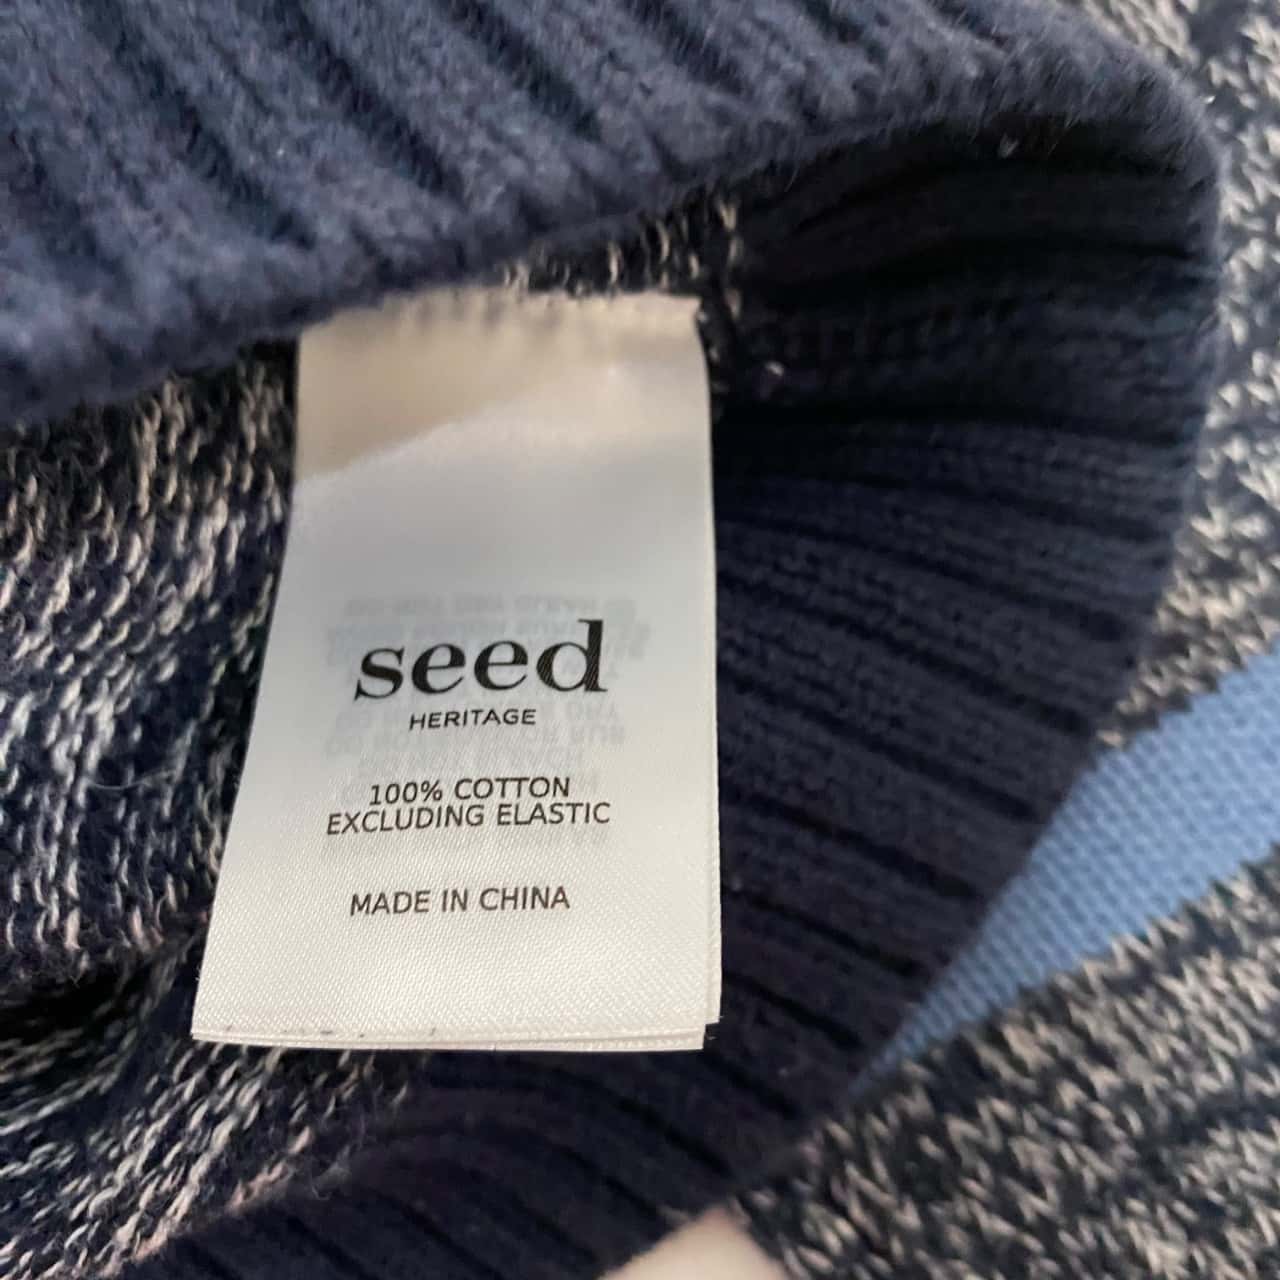 seed
HERITAGE
100% COTTON
EXCLUDING ELASTIC
MADE IN CHINA